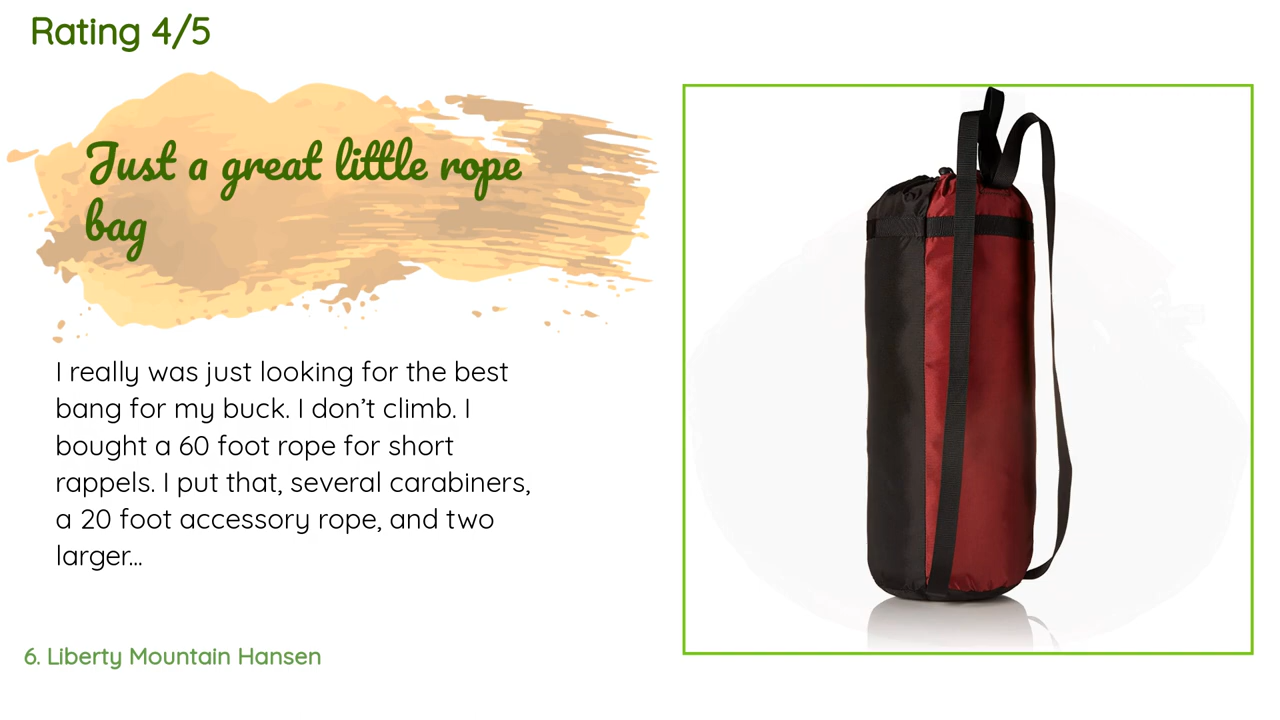 Rating 4/5
Just a great little rope
bag
I really was just looking for the best
bang for my buck. I don’t climb. I
bought a 60 foot rope for short
rappels. I put that, several carabiners,
a 20 foot accessory rope, and two
larger...
6. Liberty Mountain Hansen